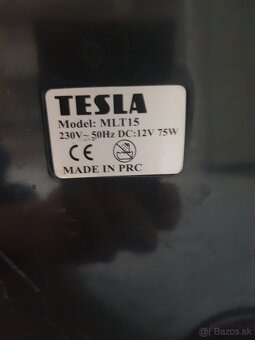 TESLA
Model: MLT15
230V~ 50Hz DC:12V 75W
CE
MADE IN PRC
© Bazos.sk